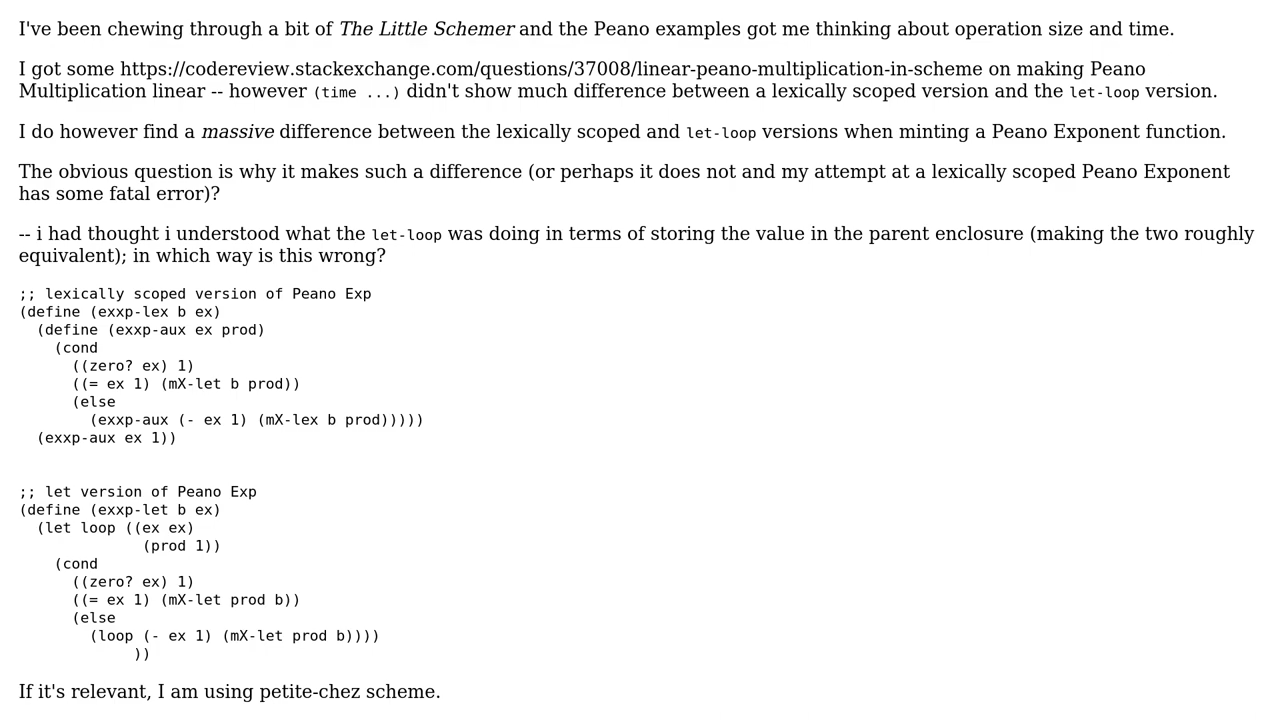 I've been chewing through a bit of The Little Schemer and the Peano examples got me thinking about operation size and time.
I got some https://codereview.stackexchange.com/questions/37008/linear-peano-multiplication-in-scheme on making Peano
Multiplication linear -- however (time ...) didn't show much difference between a lexically scoped version and the let-loop version.
I do however find a massive difference between the lexically scoped and let-loop versions when minting a Peano Exponent function.
The obvious question is why it makes such a difference (or perhaps it does not and my attempt at a lexically scoped Peano Exponent
has some fatal error)?
-- i had thought i understood what the let-loop was doing in terms of storing the value in the parent enclosure (making the two roughly
equivalent); in which way is this wrong?
;; lexically scoped version of Peano Exp
(define (exxp-lex b ex)
  (define (exxp-aux ex prod)
    (cond
      ((zero? ex) 1)
      ((= ex 1) (mX-let b prod))
      (else
        (exxp-aux (- ex 1) (mX-lex b prod)))))
  (exxp-aux ex 1))
;; let version of Peano Exp
(define (exxp-let b ex)
  (let loop ((ex ex)
              (prod 1))
    (cond
      ((zero? ex) 1)
      ((= ex 1) (mX-let prod b))
      (else
        (loop (- ex 1) (mX-let prod b))))
             ))
If it's relevant, I am using petite-chez scheme.